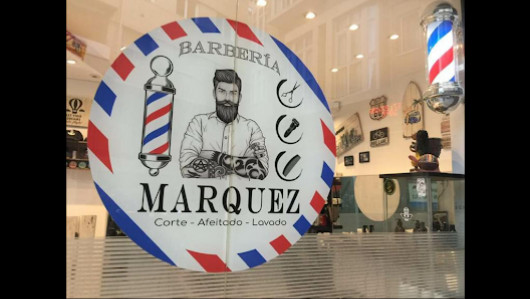 BARBERÍA
MARQUEZ
Corte - Afeitado - Lavado